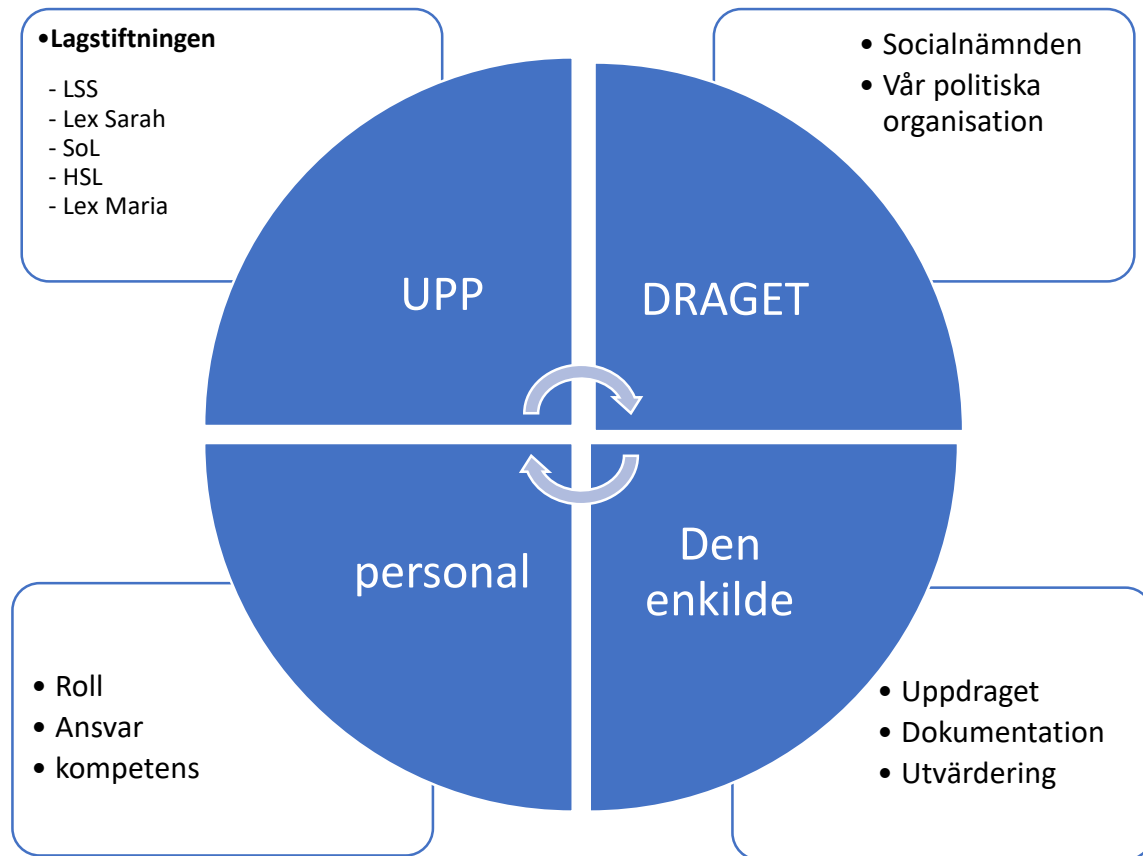 •Lagstiftningen
- LSS
- Lex Sarah
- SoL
- HSL
- Lex Maria
• Socialnämnden
• Vår politiska
organisation
UPP
DRAGET
personal
Den
enkilde
• Roll
• Ansvar
• kompetens
• Uppdraget
• Dokumentation
• Utvärdering